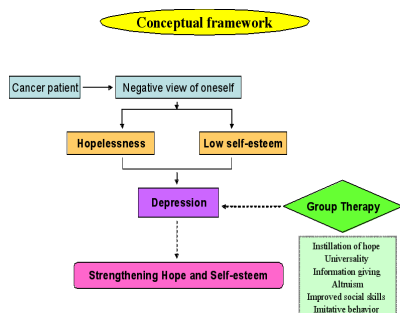 Conceptual framework
Cancer patient
Negative view of oneself
Hopelessness
Low self-esteem
Depression
Group Therapy
Strengthening Hope and Self-esteem
Instillation of hope
Universality
Information giving
Altruism
Improved social skills
Imitative behavior